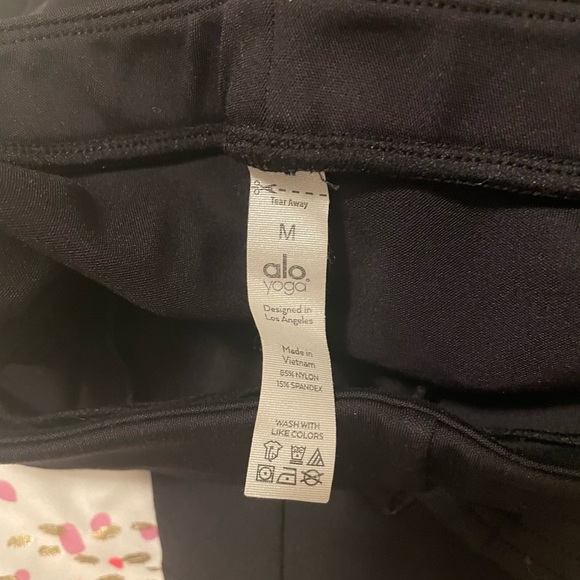 Tear Away
M
alo
yoga
Designed in
Los Angeles
Made in
Vietnam
85% NYLON
15% SPANDEX
WASH WITH
LIKE COLORS